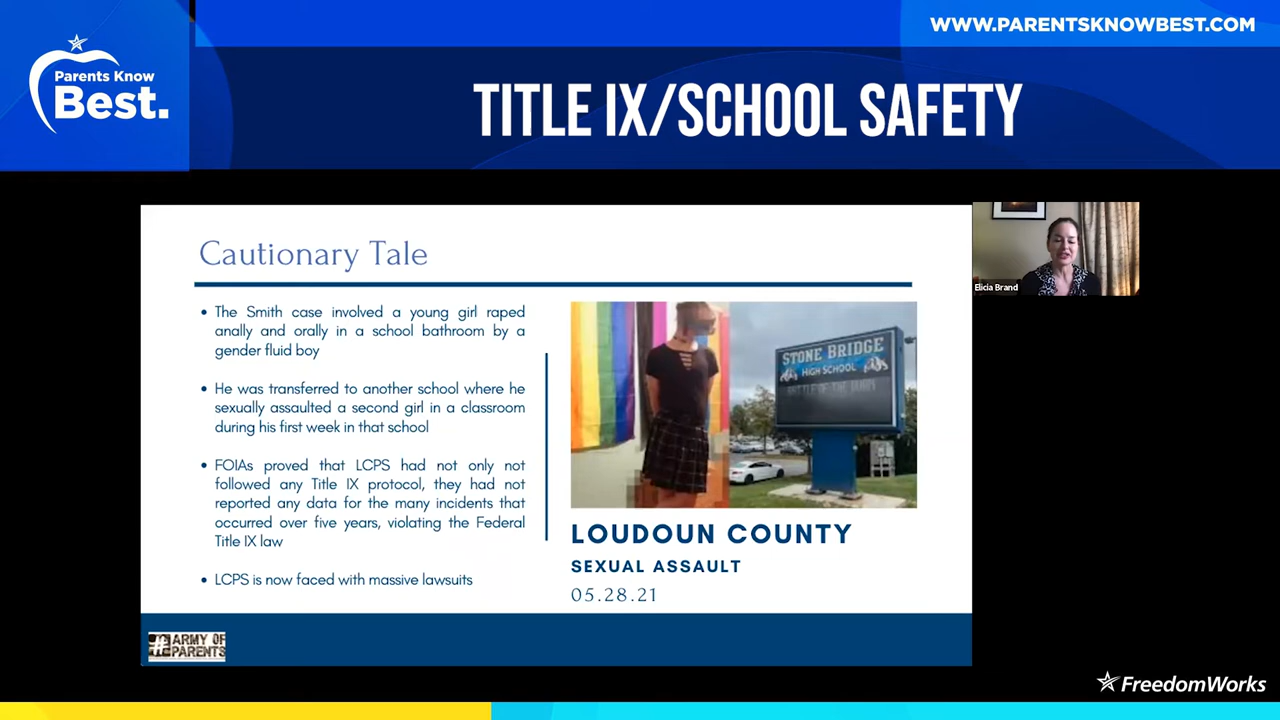 WWW.PARENTSKNOWBEST.COM
Parents Know
Best.
TITLE IX/SCHOOL SAFETY
Cautionary Tale
• The Smith case involved a young girl raped
anally and orally in a school bathroom by a
gender fluid boy
• He was transferred to another school where he
sexually assaulted a second girl in a classroom
during his first week in that school
• FOIAs proved that LCPS had not only not
followed any Title IX protocol, they had not
reported any data for the many incidents that
occurred over five years, violating the Federal
Title IX law
• LCPS is now faced with massive lawsuits
STONE BRIDGE
HIGH SCHOOL
BATTLE OF THE
LOUDOUN COUNTY
SEXUAL ASSAULT
05.28.21
Elicia Brand
# ARMY OF
PARENTS
FreedomWorks